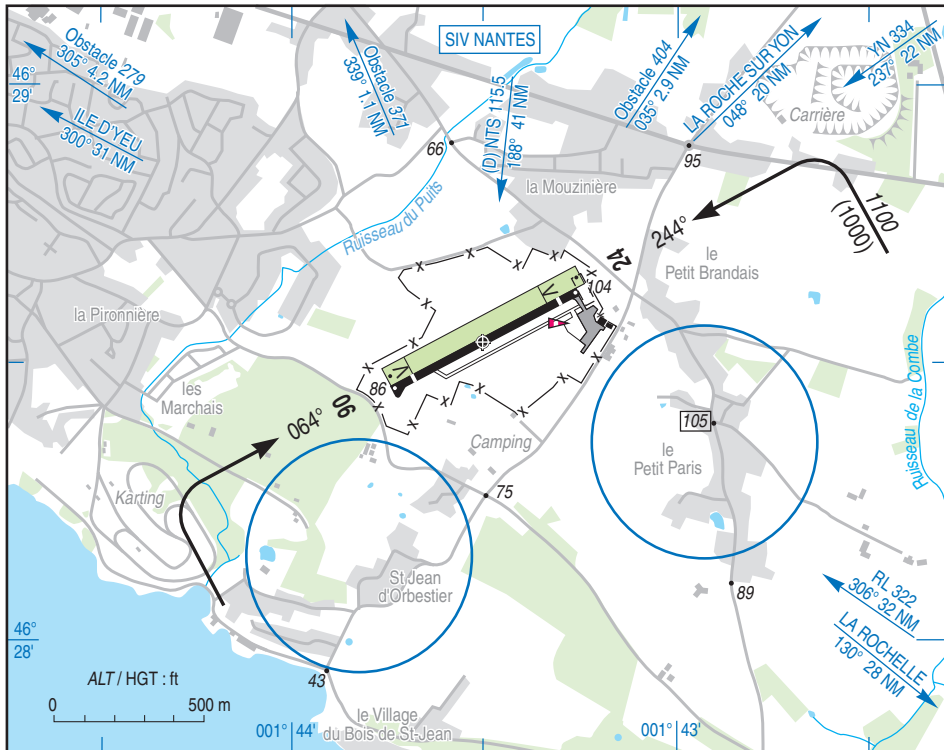 SIV NANTES
Obstacle 279
305° 4.2 NM
46°
29'
ILE D'YEU
300° 31 NM
Obstacle 371
339° 1.1 NM
(D) NTS 115.5
188° 41 NM
Obstacle 404
035° 2.9 NM
LA ROCHE SUR YON
048° 20 NM
YN 334
237° 22 NM
Carrière
66
95
la Mouzinière
Ruisseau du Puits
1100
(1000)
244°
24
le
Petit Brandais
104
la Pironnière
86
les
Marchais
06
064°
Camping
105
le
Petit Paris
Ruisseau de la Combe
Karting
75
St Jean
d'Orbestier
89
RL 322
306° 32 NM
LA ROCHELLE
130° 28 NM
46°
28'
43
ALT / HGT : ft
0
500 m
le Village
du Bois de St-Jean
001° 44'
001° 43'